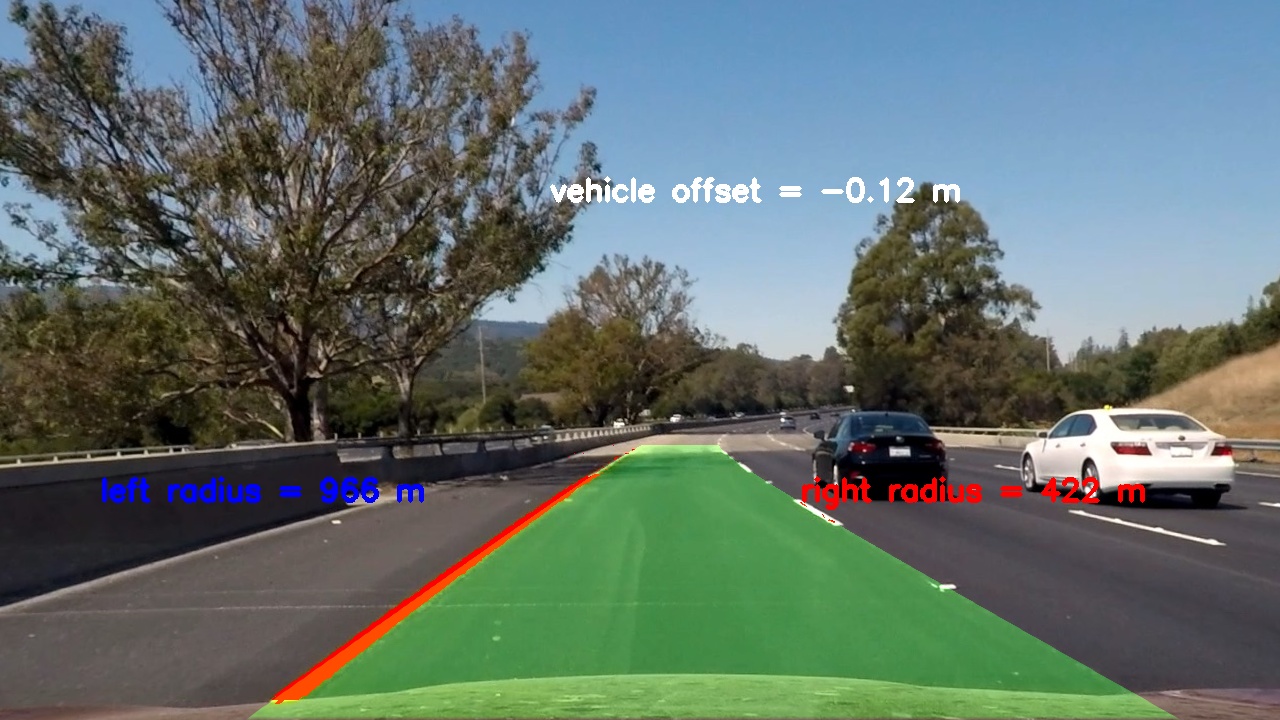 vehicle offset = -0.12 m
left radius = 966 m
right radius = 422 m